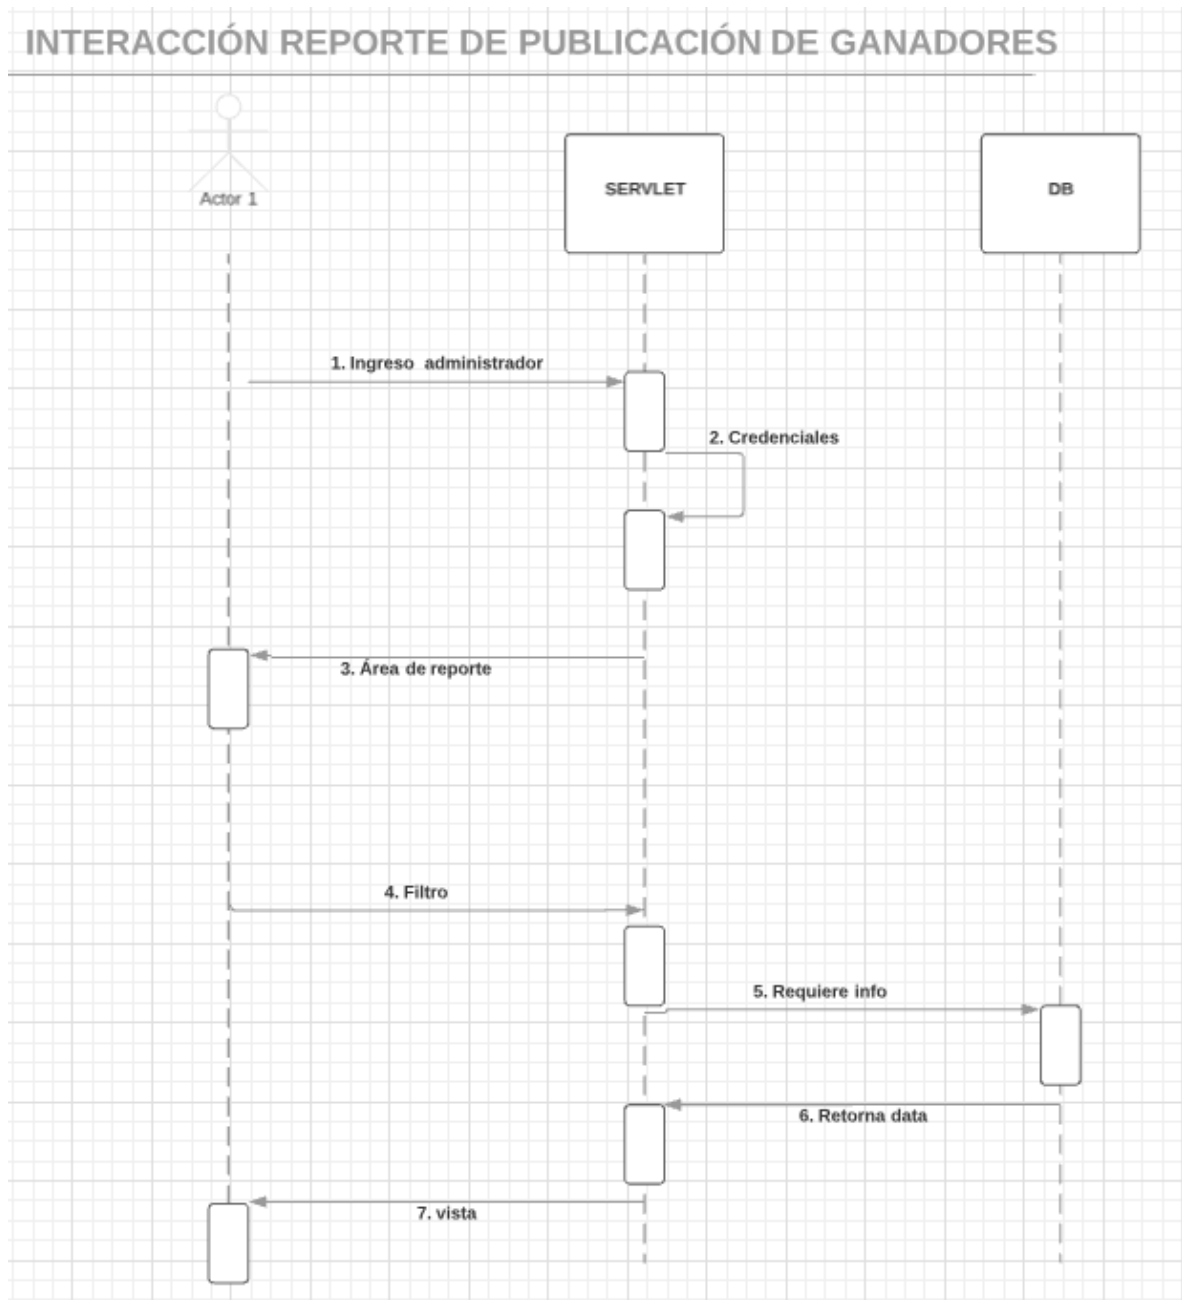 INTERACCIÓN REPORTE DE PUBLICACIÓN DE GANADORES
Actor 1
SERVLET
DB
1. Ingreso administrador
2. Credenciales
3. Área de reporte
4. Filtro
5. Requiere info
6. Retorna data
7. vista